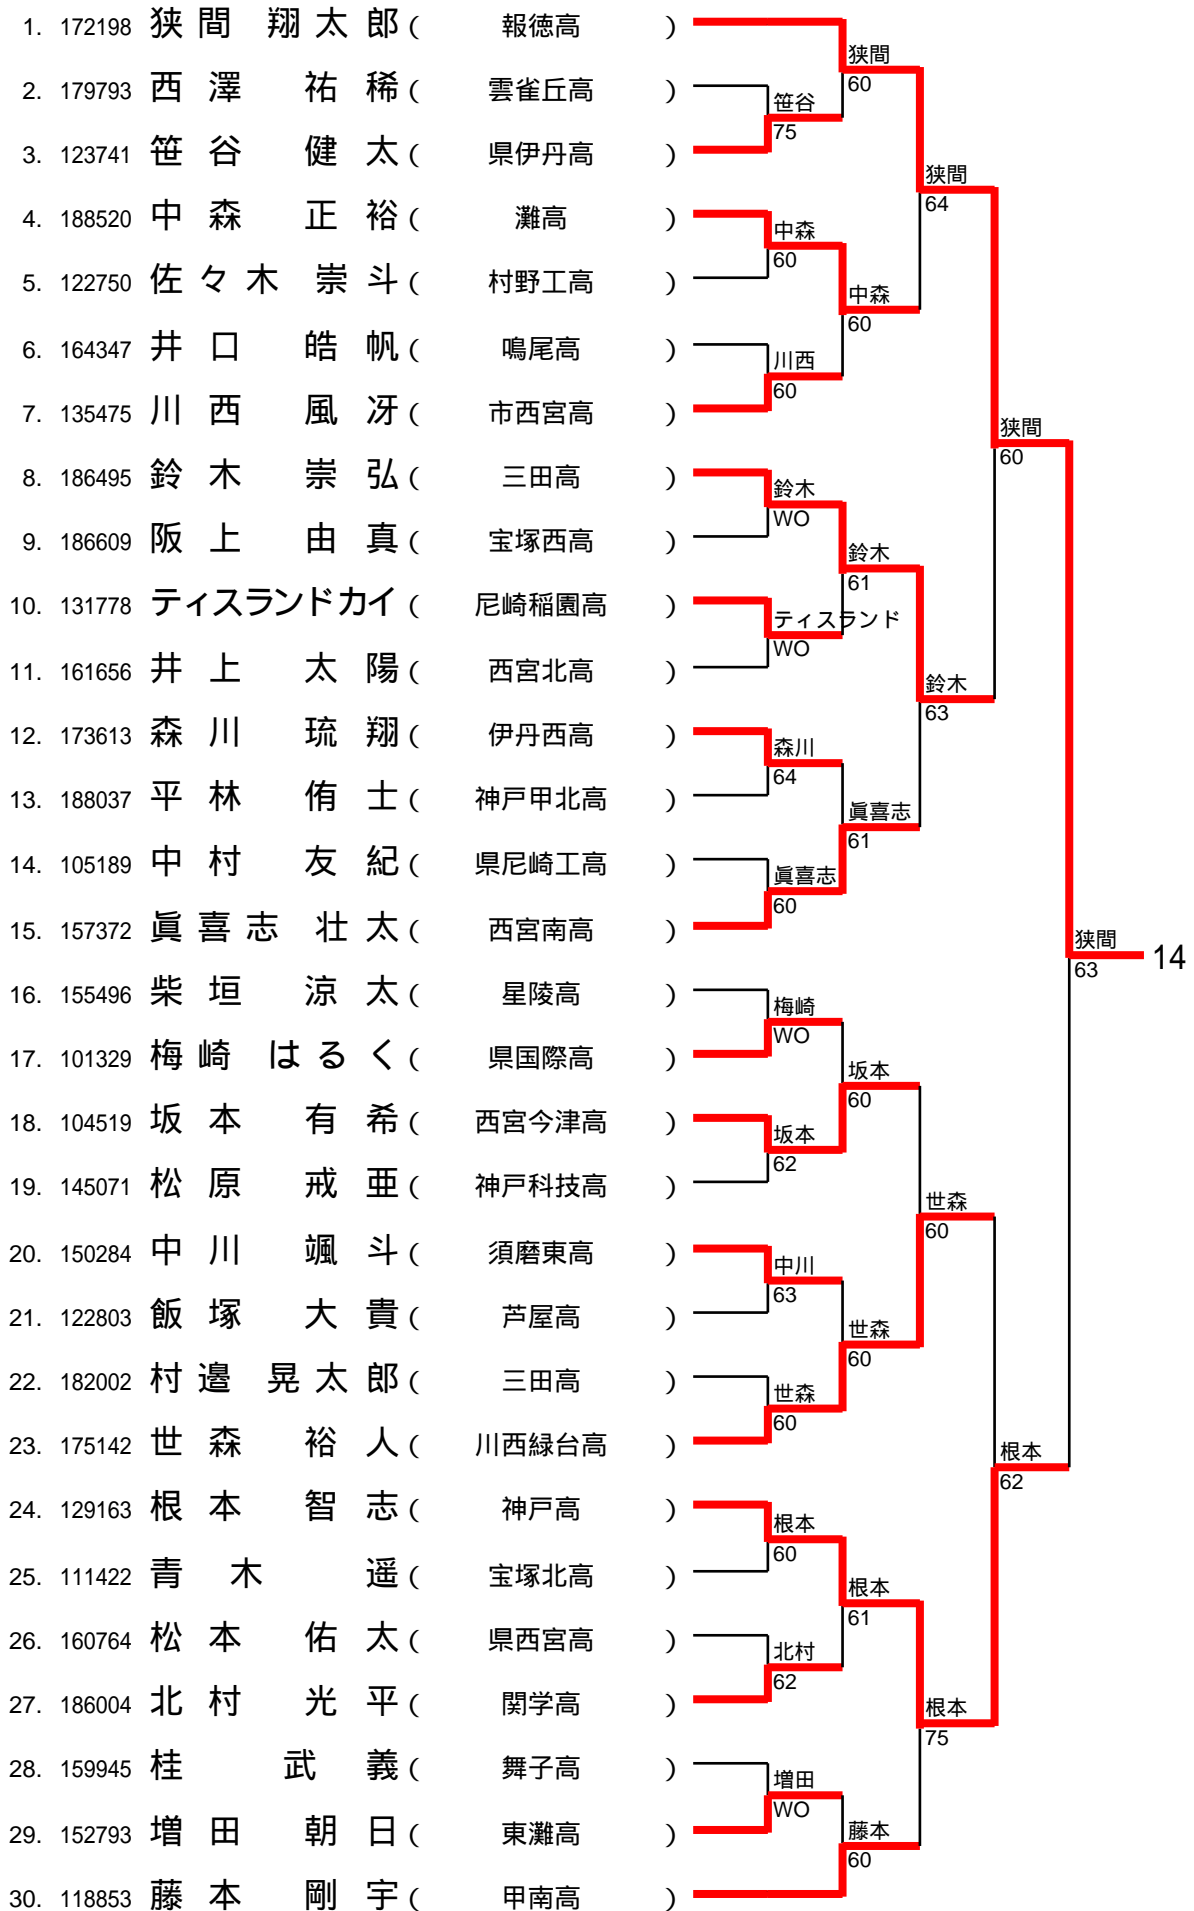 1. 172198 狭間 翔太郎 ( 報徳高 )
2. 179793 西澤 祐稀 ( 雲雀丘高 )
3. 123741 笹谷 健太 ( 県伊丹高 )
4. 188520 中森 正裕 ( 灘高 )
5. 122750 佐々木 崇斗 ( 村野工高 )
6. 164347 井口 皓帆 ( 鳴尾高 )
7. 135475 川西 風冴 ( 市西宮高 )
8. 186495 鈴木 崇弘 ( 三田高 )
9. 186609 阪上 由真 ( 宝塚西高 )
10. 131778 ティスランドカイ ( 尼崎稲園高 )
11. 161656 井上 太陽 ( 西宮北高 )
12. 173613 森川 琉翔 ( 伊丹西高 )
13. 188037 平林 侑士 ( 神戸甲北高 )
14. 105189 中村 友紀 ( 県尼崎工高 )
15. 157372 眞喜志 壮太 ( 西宮南高 )
16. 155496 柴垣 涼太 ( 星陵高 )
17. 101329 梅崎 はるく ( 県国際高 )
18. 104519 坂本 有希 ( 西宮今津高 )
19. 145071 松原 戒亜 ( 神戸科技高 )
20. 150284 中川 颯斗 ( 須磨東高 )
21. 122803 飯塚 大貴 ( 芦屋高 )
22. 182002 村邉 晃太郎 ( 三田高 )
23. 175142 世森 裕人 ( 川西緑台高 )
24. 129163 根本 智志 ( 神戸高 )
25. 111422 青木 遥 ( 宝塚北高 )
26. 160764 松本 佑太 ( 県西宮高 )
27. 186004 北村 光平 ( 関学高 )
28. 159945 桂 武義 ( 舞子高 )
29. 152793 増田 朝日 ( 東灘高 )
30. 118853 藤本 剛宇 ( 甲南高 )
笹谷
75
中森
60
川西
60
鈴木
WO
ティスランド
WO
森川
64
眞喜志
60
梅崎
WO
坂本
62
中川
63
世森
60
根本
60
北村
62
増田
WO
狭間
60
中森
60
鈴木
61
眞喜志
61
坂本
60
世森
60
根本
61
藤本
60
狭間
64
鈴木
63
世森
60
根本
75
狭間
60
根本
62
狭間
63
14